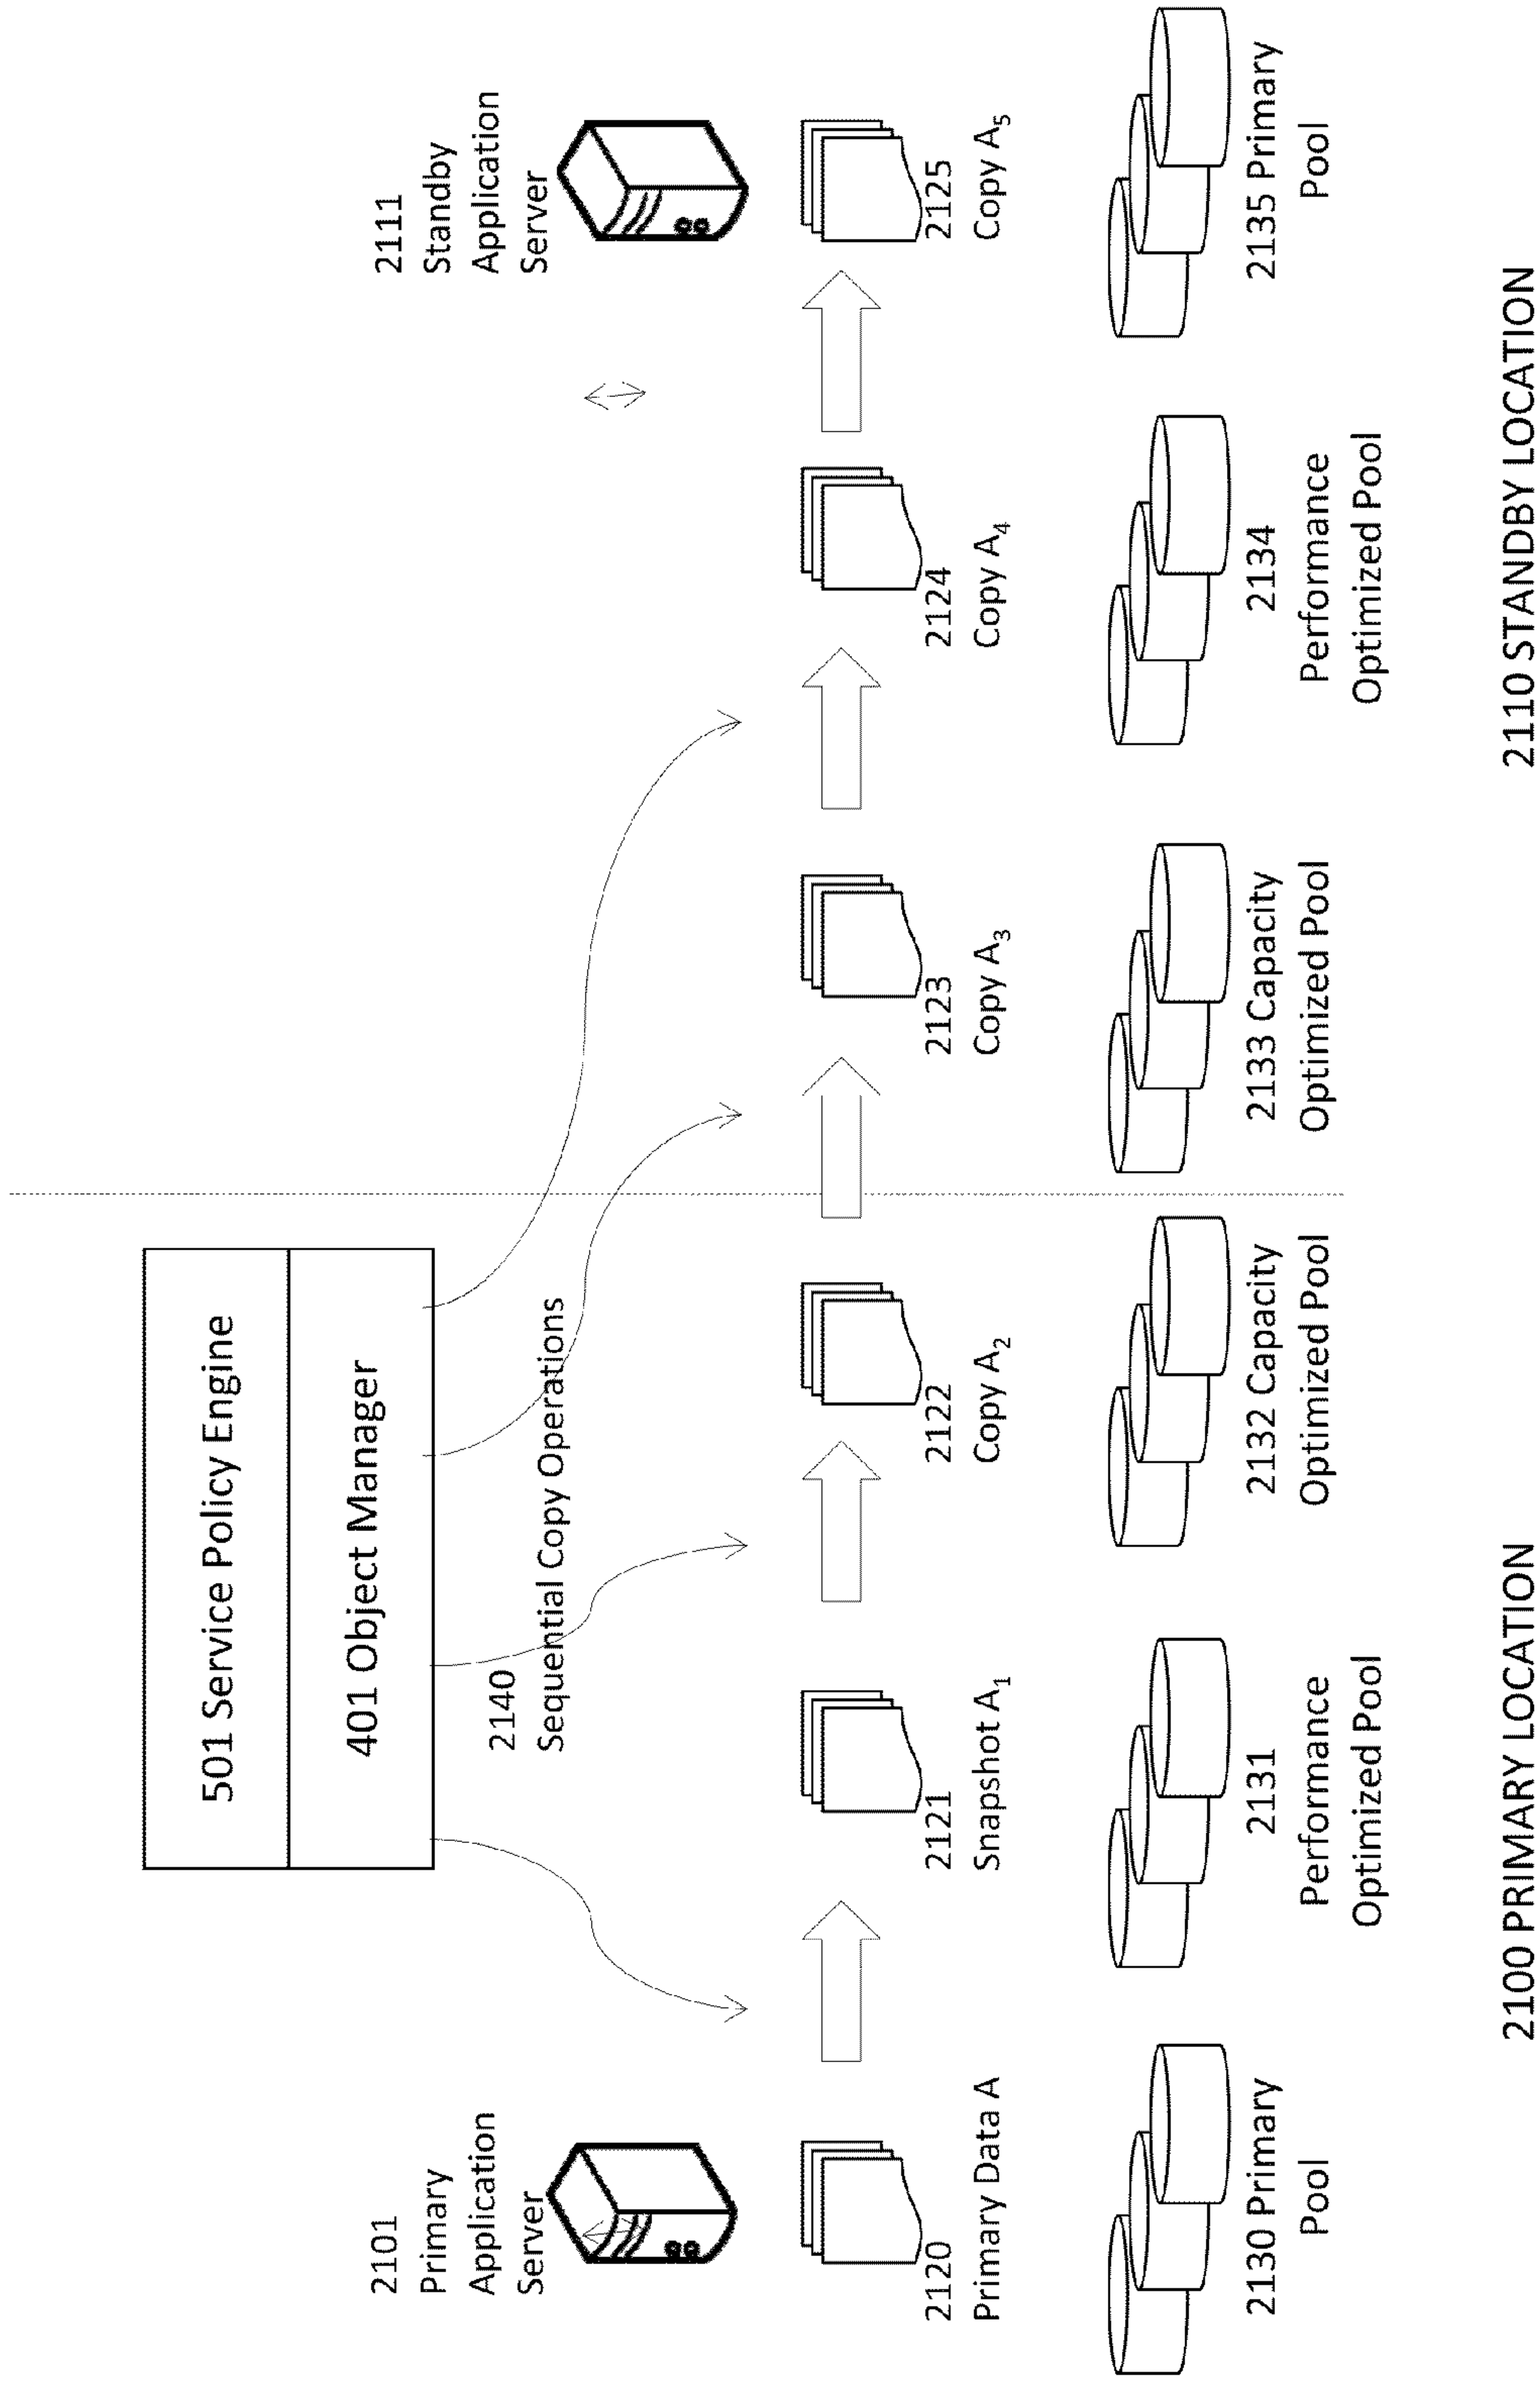 501 Service Policy Engine
401 Object Manager
2101
Primary
Application
Server
2111
Standby
Application
Server
2140
Sequential Copy Operations
2120
Primary Data A
2121
Snapshot A₁
2122
Copy A₂
2123
Copy A₃
2124
Copy A₄
2125
Copy A₅
2130 Primary
Pool
2131
Performance
Optimized Pool
2132 Capacity
Optimized Pool
2133 Capacity
Optimized Pool
2134
Performance
Optimized Pool
2135 Primary
Pool
2100 PRIMARY LOCATION
2110 STANDBY LOCATION